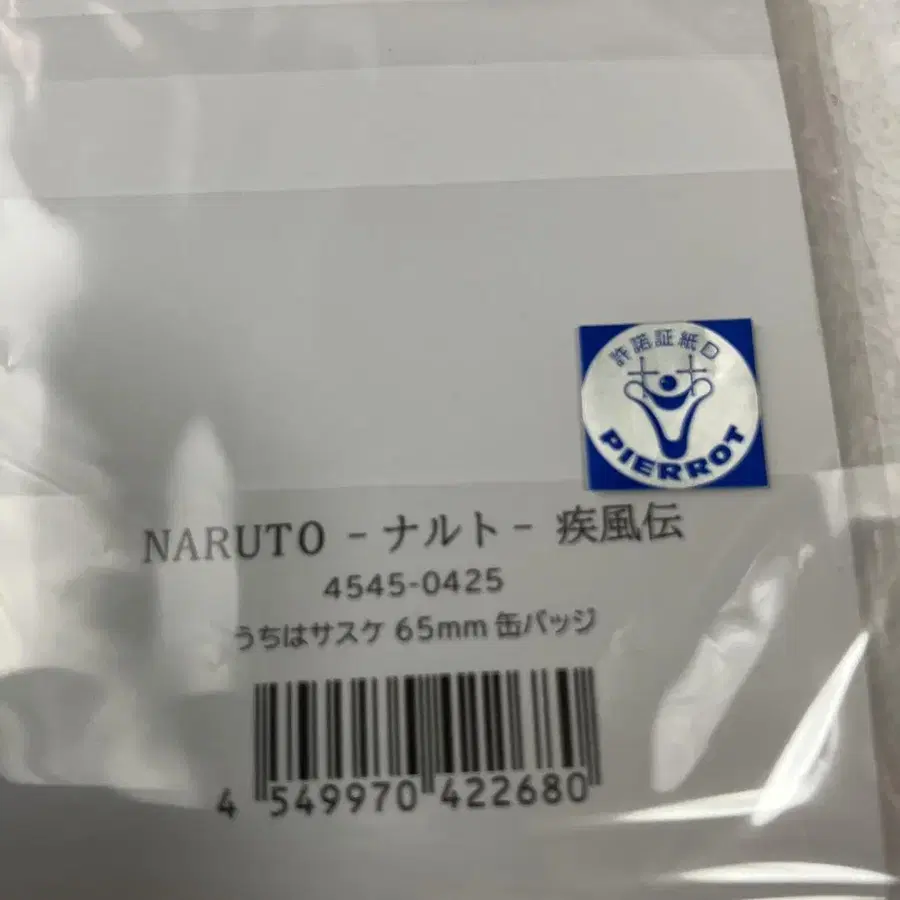 許諾証紙D
PIERROT
NARUTO -ナルト- 疾風伝
4545-0425
うちはサスケ 65mm 缶バッジ
4 549970 422680